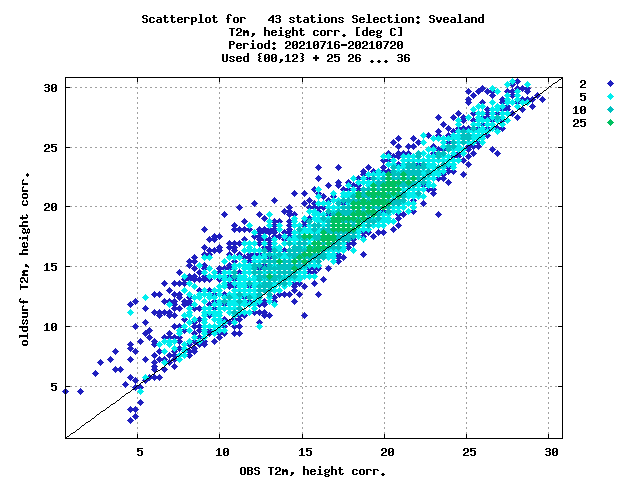 Scatterplot for   43 stations Selection: Svealand
T2m, height corr. [deg C]
Period: 20210716-20210720
Used {00,12} + 25 26 ... 36
2
5
10
25
30
25
20
15
10
5
oldsurf T2m, height corr.
5 10 15 20 25 30
OBS T2m, height corr.